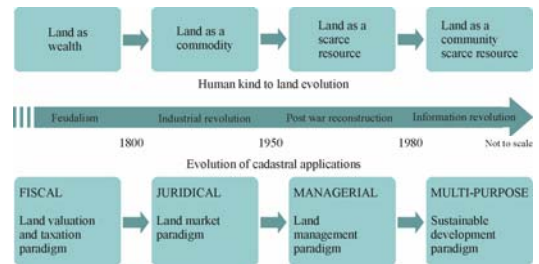 Land as
wealth
Land as a
commodity
Land as a
scarce
resource
Land as a
community
scarce resource
Human kind to land evolution
Feudalism
Industrial revolution
Post war reconstruction
Information revolution
1800
1950
1980
Not to scale
Evolution of cadastral applications
FISCAL
Land valuation
and taxation
paradigm
JURIDICAL
Land market
paradigm
MANAGERIAL
Land
management
paradigm
MULTI-PURPOSE
Sustainable
development
paradigm